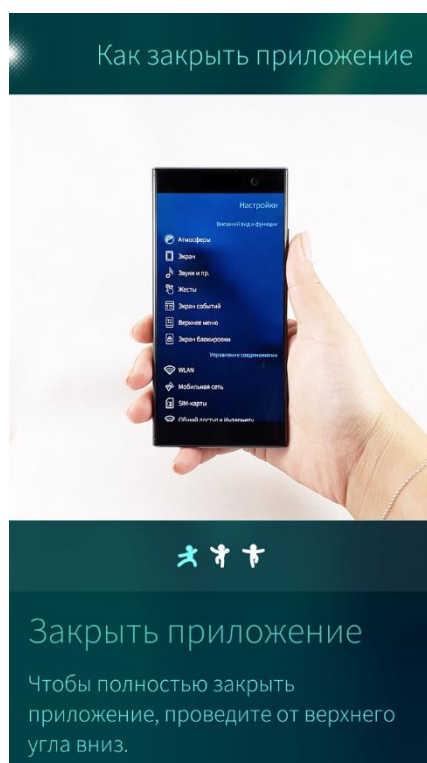 Как закрыть приложение
Настройки
Внешний вид и функции
Атмосферы
Экран
Звуки и пр.
Жесты
Экран событий
Верхнее меню
Экран блокировки
Управление соединениями
WLAN
Мобильная сеть
SIM-карты
Общий доступ к Интернету
Закрыть приложение
Чтобы полностью закрыть
приложение, проведите от верхнего
угла вниз.